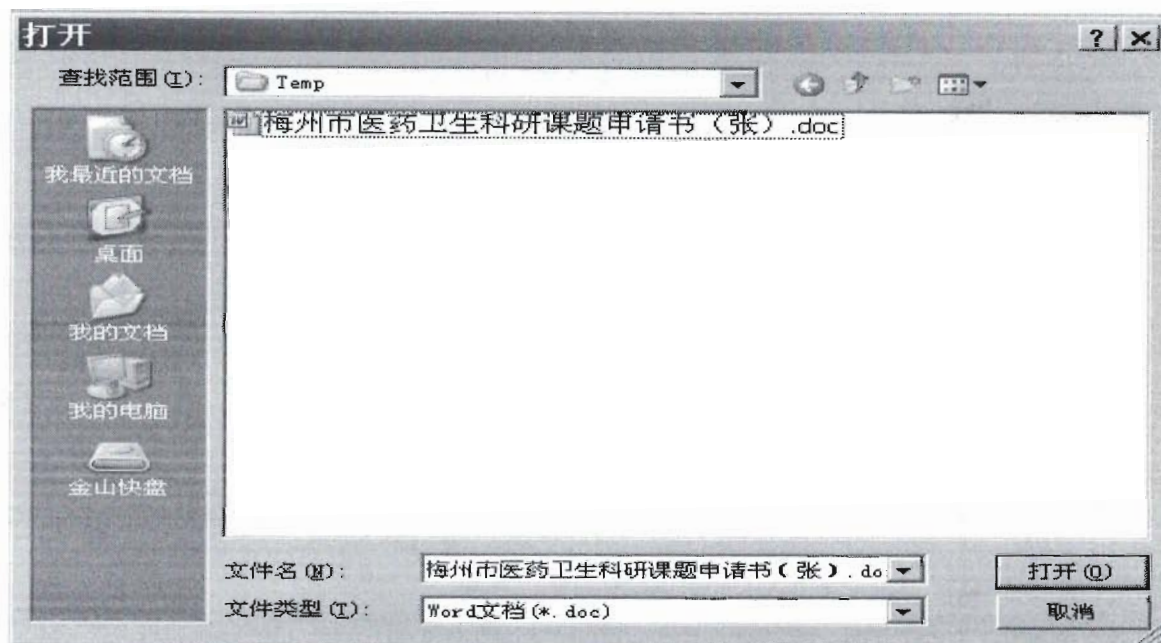 打开
查找范围(I):
Temp
梅州市医药卫生科研课题申请书（张）.doc
我最近的文档
桌面
我的文档
我的电脑
金山快盘
文件名(N):
梅州市医药卫生科研课题申请书（张）.do
打开(O)
文件类型(T):
Word文档(*.doc)
取消